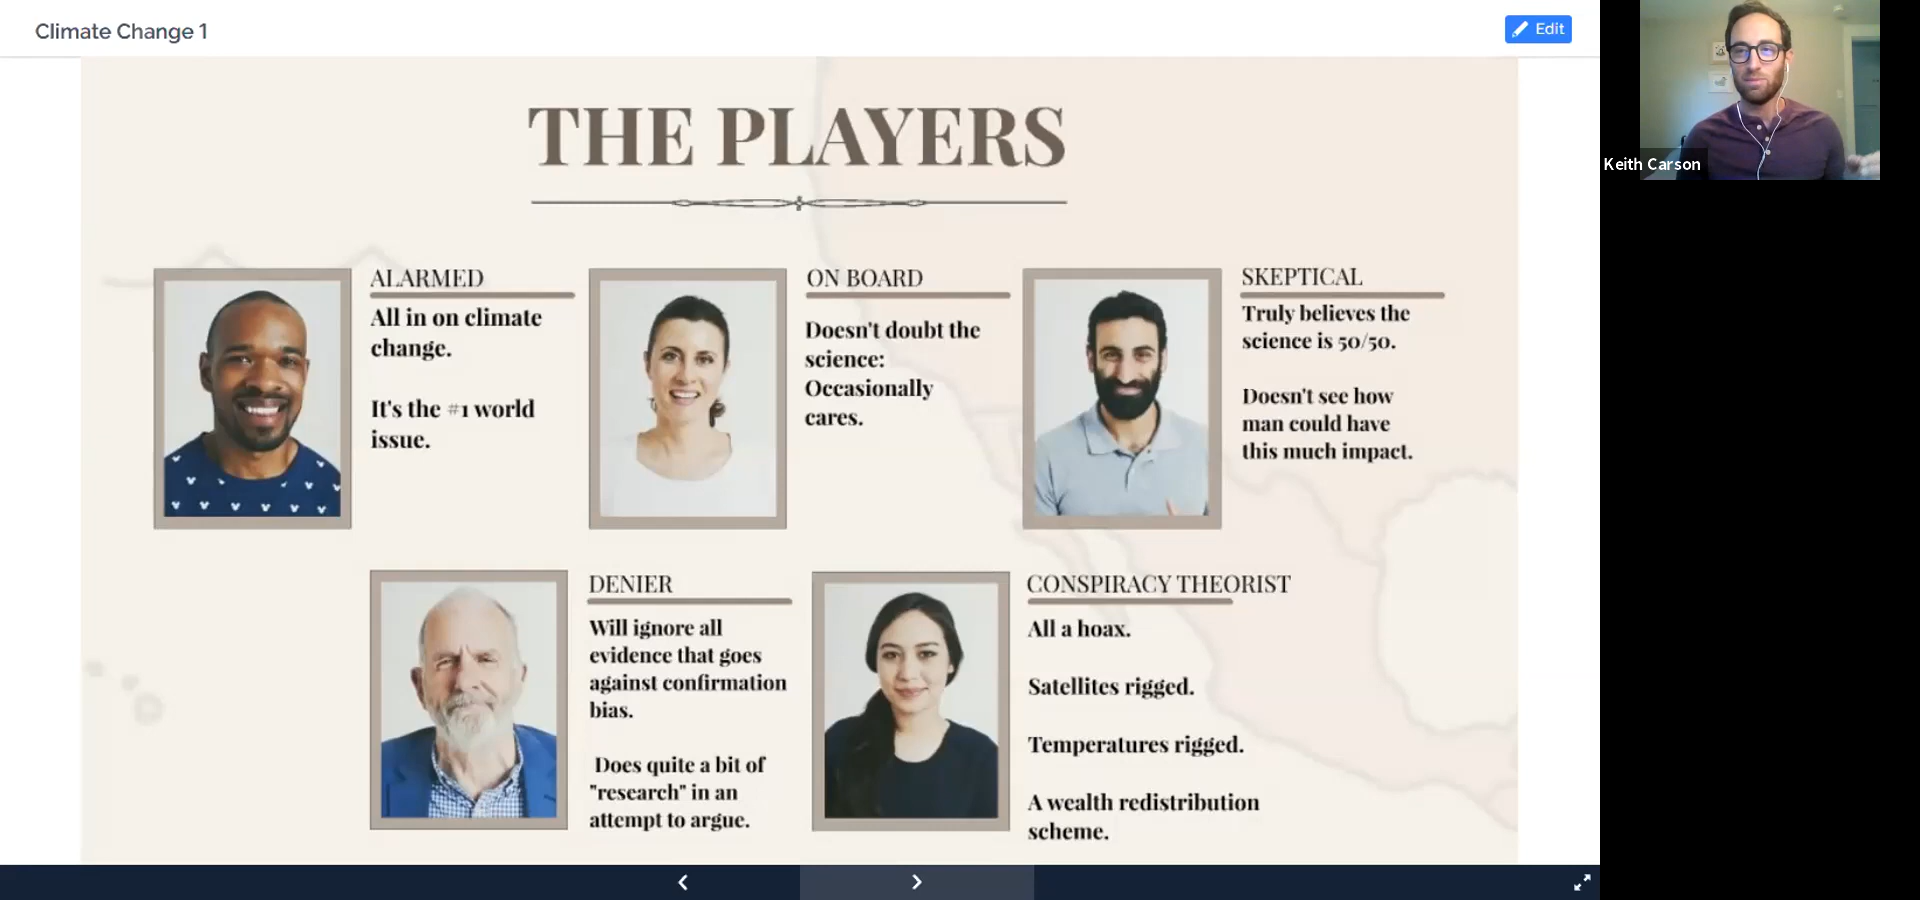 Climate Change 1
Edit
Keith Carson
THE PLAYERS
ALARMED
All in on climate
change.
It's the #1 world
issue.
ON BOARD
Doesn't doubt the
science:
Occasionally
cares.
SKEPTICAL
Truly believes the
science is 50/50.
Doesn't see how
man could have
this much impact.
DENIER
Will ignore all
evidence that goes
against confirmation
bias.
Does quite a bit of
"research" in an
attempt to argue.
CONSPIRACY THEORIST
All a hoax.
Satellites rigged.
Temperatures rigged.
A wealth redistribution
scheme.